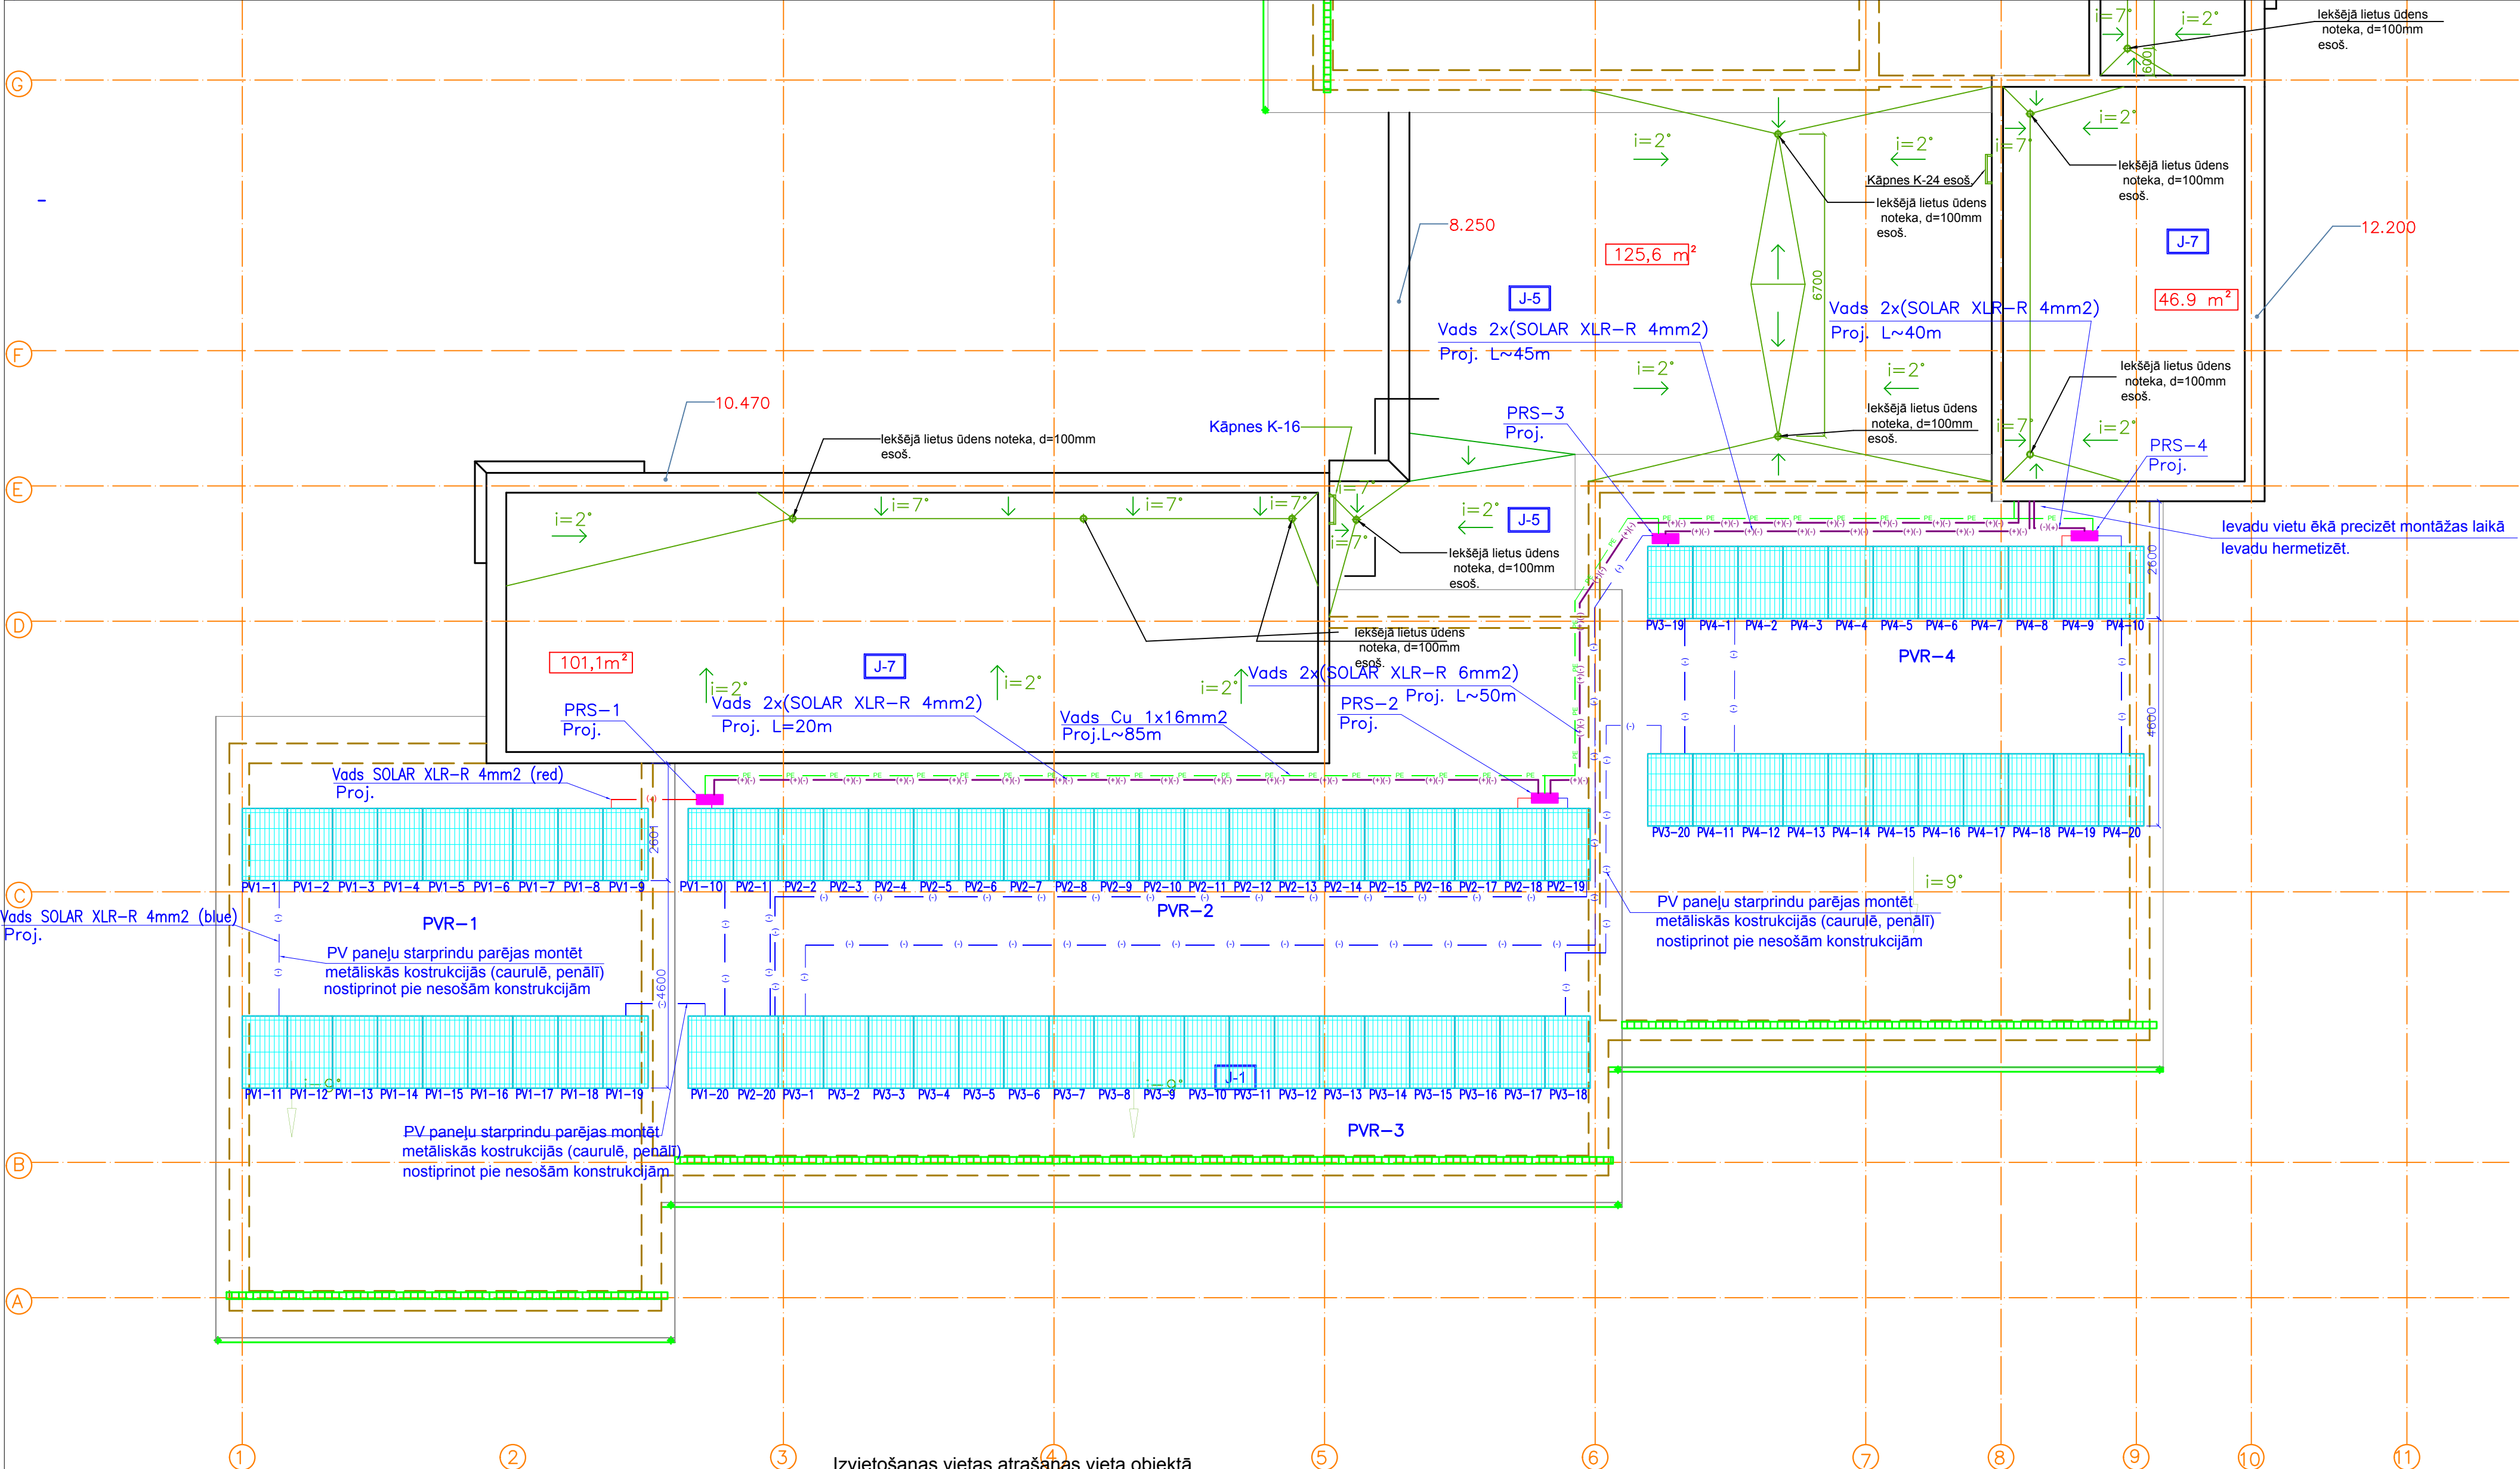 i=7°
i=2°
Iekšējā lietus ūdens
noteka, d=100mm
esoš.
G
i=2°
i=2°
i=7°
i=2°
Kāpnes K-24 esoš.
Iekšējā lietus ūdens
noteka, d=100mm
esoš.
Iekšējā lietus ūdens
noteka, d=100mm
esoš.
8.250
125,6 m²
J-7
12.200
6700
J-5
46.9 m²
Vads 2x(SOLAR XLR-R 4mm2)
Proj. L~45m
Vads 2x(SOLAR XLR-R 4mm2)
Proj. L~40m
F
i=2°
i=2°
Iekšējā lietus ūdens
noteka, d=100mm
esoš.
10.470
PRS-3
Proj.
Iekšējā lietus ūdens
noteka, d=100mm
esoš.
i=7°
i=2°
PRS-4
Proj.
Iekšējā lietus ūdens noteka, d=100mm
esoš.
Kāpnes K-16
E
i=2°
i=7°
i=7°
i=7°
i=7°
i=7°
i=2°
J-5
Iekšējā lietus ūdens
noteka, d=100mm
esoš.
Ievadu vietu ēkā precizēt montāžas laikā
Ievadu hermetizēt.
2600
D
PV3-19 PV4-1 PV4-2 PV4-3 PV4-4 PV4-5 PV4-6 PV4-7 PV4-8 PV4-9 PV4-10
PVR-4
Iekšējā lietus ūdens
noteka, d=100mm
esoš.
101,1m²
J-7
i=2°
i=2°
i=2°
Vads 2x(SOLAR XLR-R 6mm2)
Proj. L~50m
PRS-1
Proj.
Vads 2x(SOLAR XLR-R 4mm2)
Proj. L=20m
Vads Cu 1x16mm2
Proj.L~85m
PRS-2
Proj.
4600
Vads SOLAR XLR-R 4mm2 (red)
Proj.
2601
PV3-20 PV4-11 PV4-12 PV4-13 PV4-14 PV4-15 PV4-16 PV4-17 PV4-18 PV4-19 PV4-20
C
PV1-1 PV1-2 PV1-3 PV1-4 PV1-5 PV1-6 PV1-7 PV1-8 PV1-9 PV1-10 PV2-1 PV2-2 PV2-3 PV2-4 PV2-5 PV2-6 PV2-7 PV2-8 PV2-9 PV2-10 PV2-11 PV2-12 PV2-13 PV2-14 PV2-15 PV2-16 PV2-17 PV2-18 PV2-19
i=9°
Vads SOLAR XLR-R 4mm2 (blue)
Proj.
PVR-1
PVR-2
PV paneļu starprindu parējas montēt
metāliskās kostrukcijās (caurulē, penālī)
nostiprinot pie nesošām konstrukcijām
PV paneļu starprindu parējas montēt
metāliskās kostrukcijās (caurulē, penālī)
nostiprinot pie nesošām konstrukcijām
4600
i=9°
i=9°
J-1
PV1-11 PV1-12 PV1-13 PV1-14 PV1-15 PV1-16 PV1-17 PV1-18 PV1-19 PV1-20 PV2-20 PV3-1 PV3-2 PV3-3 PV3-4 PV3-5 PV3-6 PV3-7 PV3-8 PV3-9 PV3-10 PV3-11 PV3-12 PV3-13 PV3-14 PV3-15 PV3-16 PV3-17 PV3-18
PVR-3
PV paneļu starprindu parējas montēt
metāliskās kostrukcijās (caurulē, penālī)
nostiprinot pie nesošām konstrukcijām
B
A
1 2 3 4 5 6 7 8 9 10 11
Izvietošanas vietas atrašanas vieta objektā